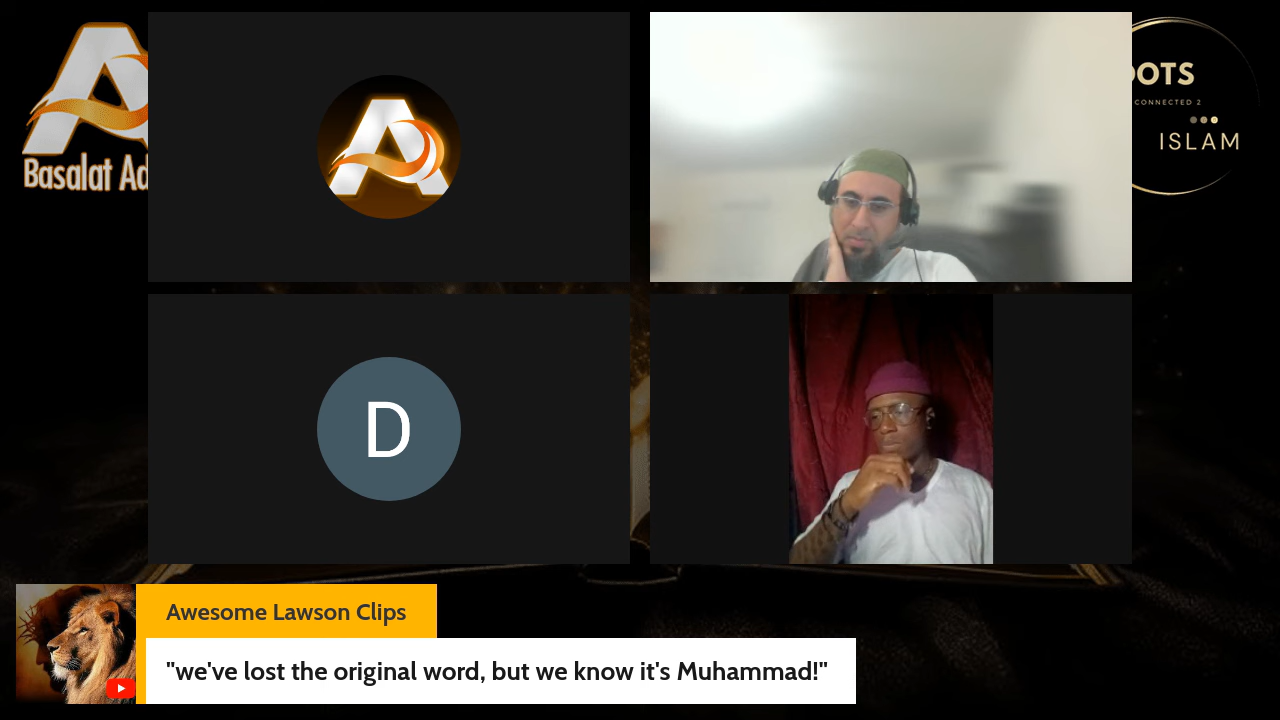 Basalat Ad
OOTS
CONNECTED 2
ISLAM
D
Awesome Lawson Clips
"we've lost the original word, but we know it's Muhammad!"